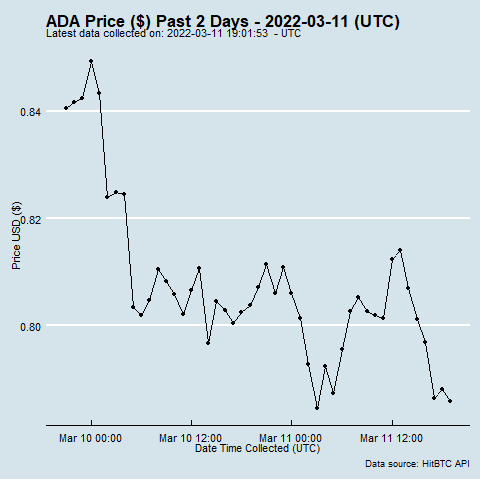 ADA Price ($) Past 2 Days - 2022-03-11 (UTC)
Latest data collected on: 2022-03-11 19:01:53 - UTC
0.84
0.82
0.80
Price USD ($)
Mar 10 00:00 Mar 10 12:00 Mar 11 00:00 Mar 11 12:00
Date Time Collected (UTC)
Data source: HitBTC API